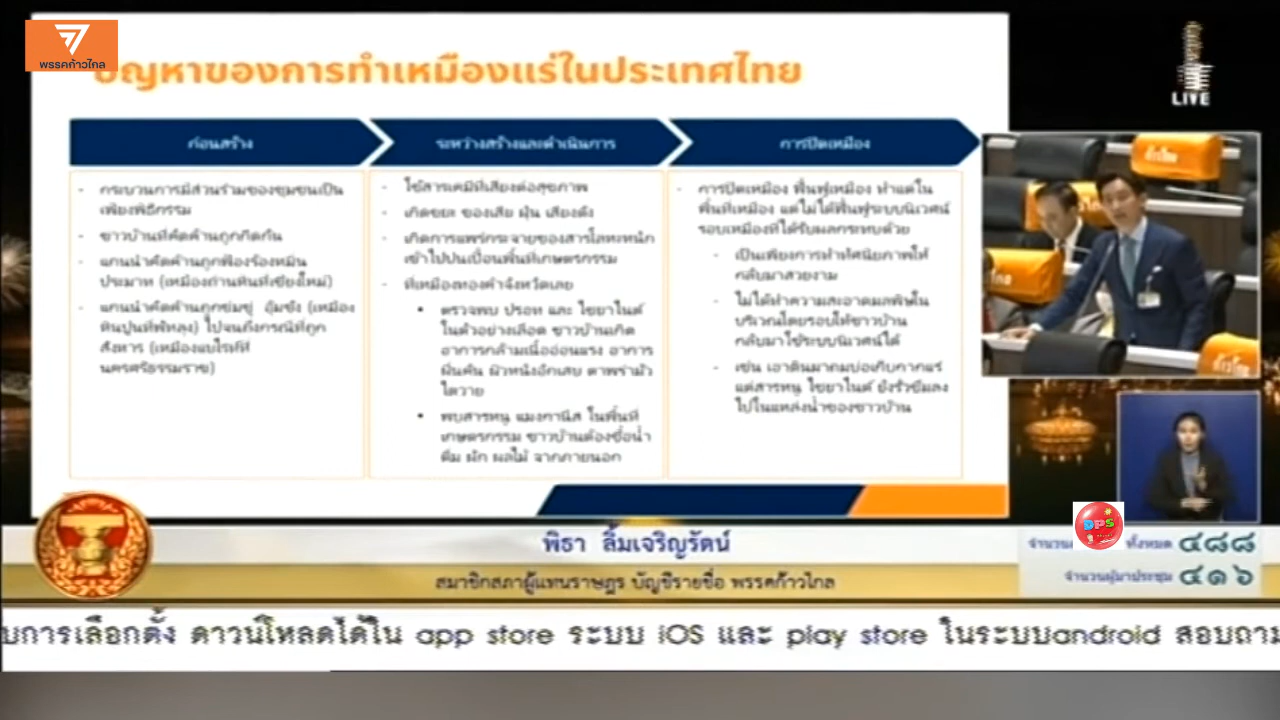 พรรคก้าวไกล
ปัญหาของการทำเหมืองแร่ในประเทศไทย
LIVE
ก่อนสร้าง
ระหว่างสร้างและดำเนินการ
การปิดเหมือง
- กระบวนการมีส่วนร่วมของชุมชนเป็น
เพียงพิธีกรรม
- ชาวบ้านที่คัดค้านถูกกีดกัน
- แกนนำคัดค้านถูกฟ้องร้องหมิ่น
ประมาท (เหมืองถ่านหินที่เชียงใหม่)
- แกนนำคัดค้านถูกข่มขู่ อุ้มซ้ง (เหมือง
หินปูนที่พัทลุง) ไปจนถึงกรณีที่ถูก
สังหาร (เหมืองแบไรท์ที่
นครศรีธรรมราช)
- ใช้สารเคมีที่เสี่ยงต่อสุขภาพ
- เกิดขยะ ของเสีย ฝุ่น เสียงดัง
- เกิดการแพร่กระจายของสารโลหะหนัก
เข้าไปปนเปื้อนพื้นที่เกษตรกรรม
- ที่เหมืองทองคำจังหวัดเลย
▪ ตรวจพบ ปรอท และ ไซยาไนด์
ในตัวอย่างเลือด ชาวบ้านเกิด
อาการกล้ามเนื้ออ่อนแรง อาการ
ผื่นคัน ผิวหนังอักเสบ ตาพร่ามัว
ไตวาย
▪ พบสารหนู แมงกานีส ในพื้นที่
เกษตรกรรม ชาวบ้านต้องซื้อน้ำ
ดื่ม ผัก ผลไม้ จากภายนอก
- การปิดเหมือง ฟื้นฟูเหมือง ทำแต่ใน
พื้นที่เหมือง แต่ไม่ได้ฟื้นฟูระบบนิเวศน์
รอบเหมืองที่ได้รับผลกระทบด้วย
- เป็นเพียงการทำทัศนียภาพให้
กลับมาสวยงาม
- ไม่ได้ทำความสะอาดมลพิษใน
บริเวณโดยรอบให้ชาวบ้าน
กลับมาใช้ระบบนิเวศน์ได้
- เช่น เอาดินมาถมบ่อเก็บกากแร่
แต่สารหนู ไซยาไนด์ ยังรั่วซึมลง
ไปในแหล่งน้ำของชาวบ้าน
ก้าวไกล
ก้าวไกล
DPS
พิธา ลิ้มเจริญรัตน์
สมาชิกสภาผู้แทนราษฎร บัญชีรายชื่อ พรรคก้าวไกล
ทั้งหมด ๔๘๘
จำนวนผู้มาประชุม ๔๑๖
บการเลือกตั้ง ดาวน์โหลดได้ใน app store ระบบ iOS และ play store ในระบบandroid สอบถาม